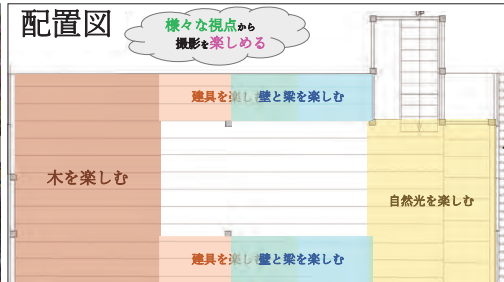 配置図
様々な視点から
撮影を楽しめる
建具を楽しむ
壁と梁を楽しむ
木を楽しむ
自然光を楽しむ
建具を楽しむ
壁と梁を楽しむ